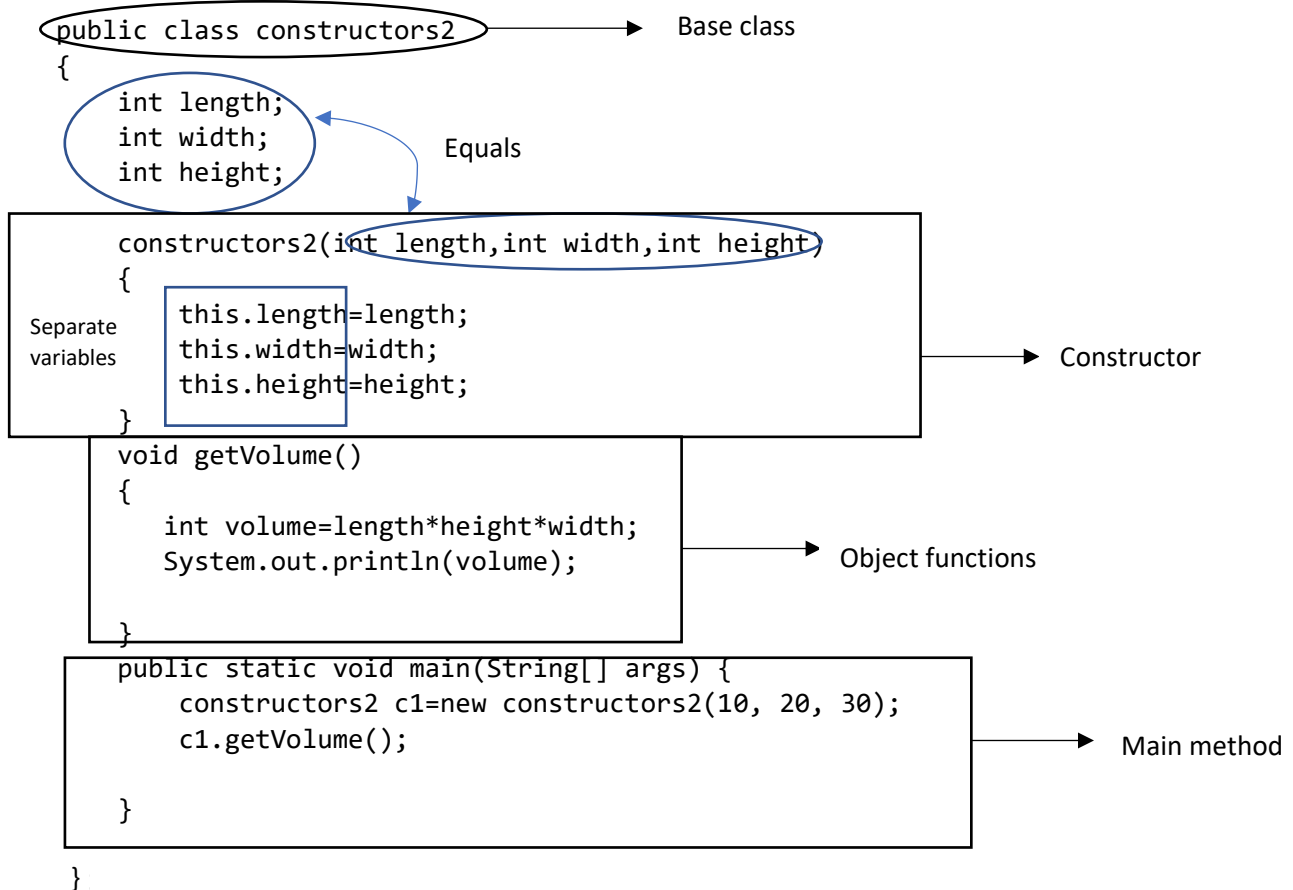 public class constructors2
Base class
{
int length;
int width;
int height;
Equals
constructors2(int length,int width,int height)
{
this.length=length;
this.width=width;
this.height=height;
}
Separate
variables
Constructor
void getVolume()
{
int volume=length*height*width;
System.out.println(volume);
}
Object functions
public static void main(String[] args) {
constructors2 c1=new constructors2(10, 20, 30);
c1.getVolume();
}
Main method
}